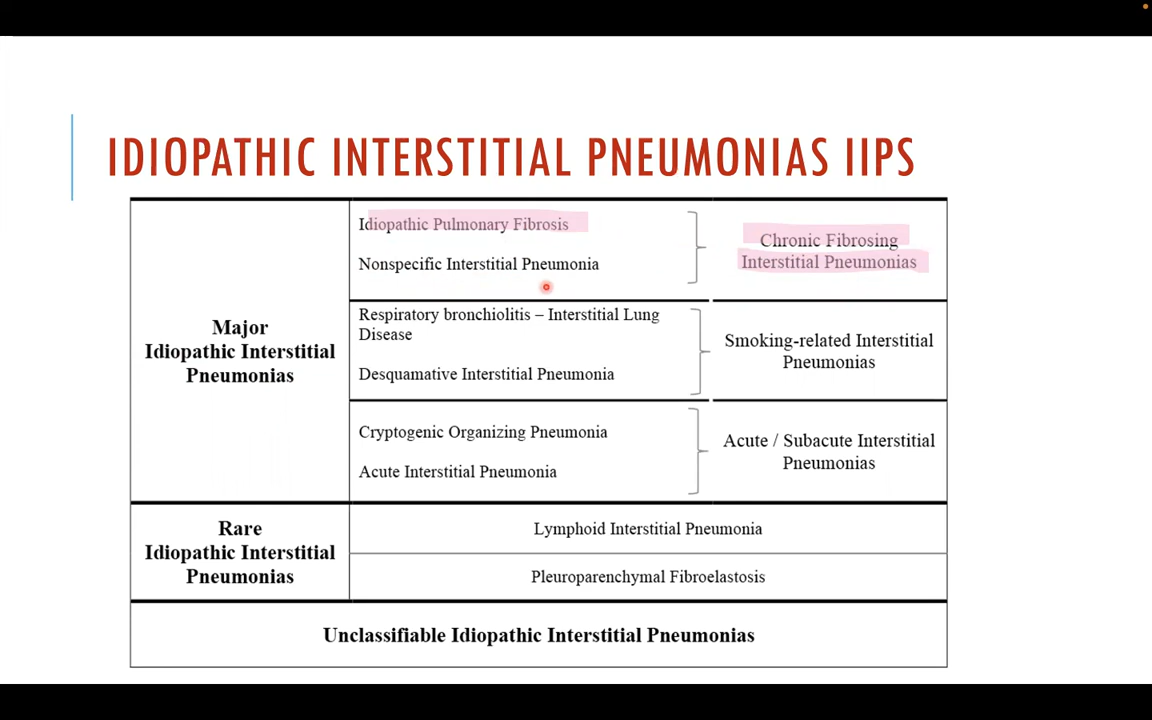 IDIOPATHIC INTERSTITIAL PNEUMONIAS IIPS
Major
Idiopathic Interstitial
Pneumonias
Idiopathic Pulmonary Fibrosis
Nonspecific Interstitial Pneumonia
Chronic Fibrosing
Interstitial Pneumonias
Respiratory bronchiolitis – Interstitial Lung
Disease
Desquamative Interstitial Pneumonia
Smoking-related Interstitial
Pneumonias
Cryptogenic Organizing Pneumonia
Acute Interstitial Pneumonia
Acute / Subacute Interstitial
Pneumonias
Rare
Idiopathic Interstitial
Pneumonias
Lymphoid Interstitial Pneumonia
Pleuroparenchymal Fibroelastosis
Unclassifiable Idiopathic Interstitial Pneumonias